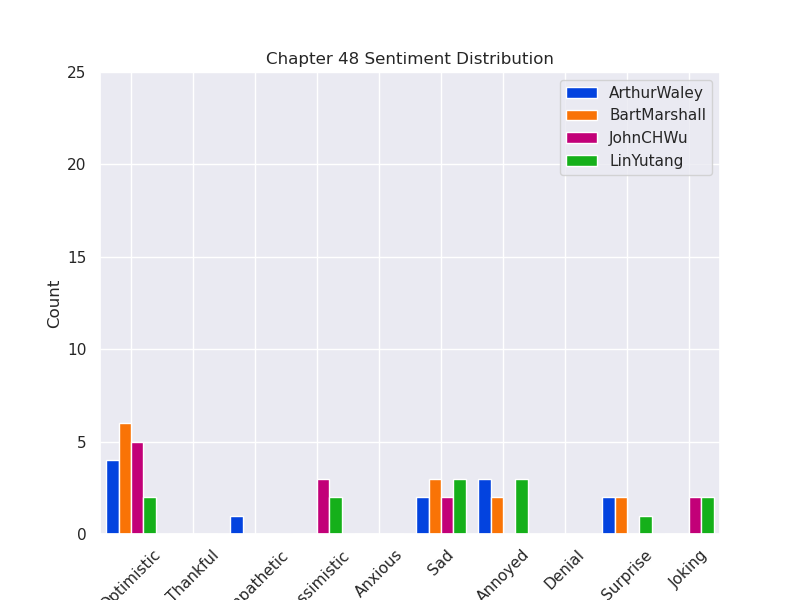 Chapter 48 Sentiment Distribution
25
20
15
10
5
0
Count
ArthurWaley
BartMarshall
JohnCHWu
LinYutang
Optimistic
Thankful
Anxious
Sad
Annoyed
Denial
Surprise
Joking